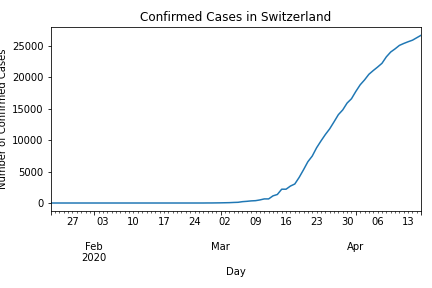 Confirmed Cases in Switzerland
Number of Confirmed Cases
25000
20000
15000
10000
5000
0
27 03 10 17 24 02 09 16 23 30 06 13
Feb Mar Apr
2020
Day